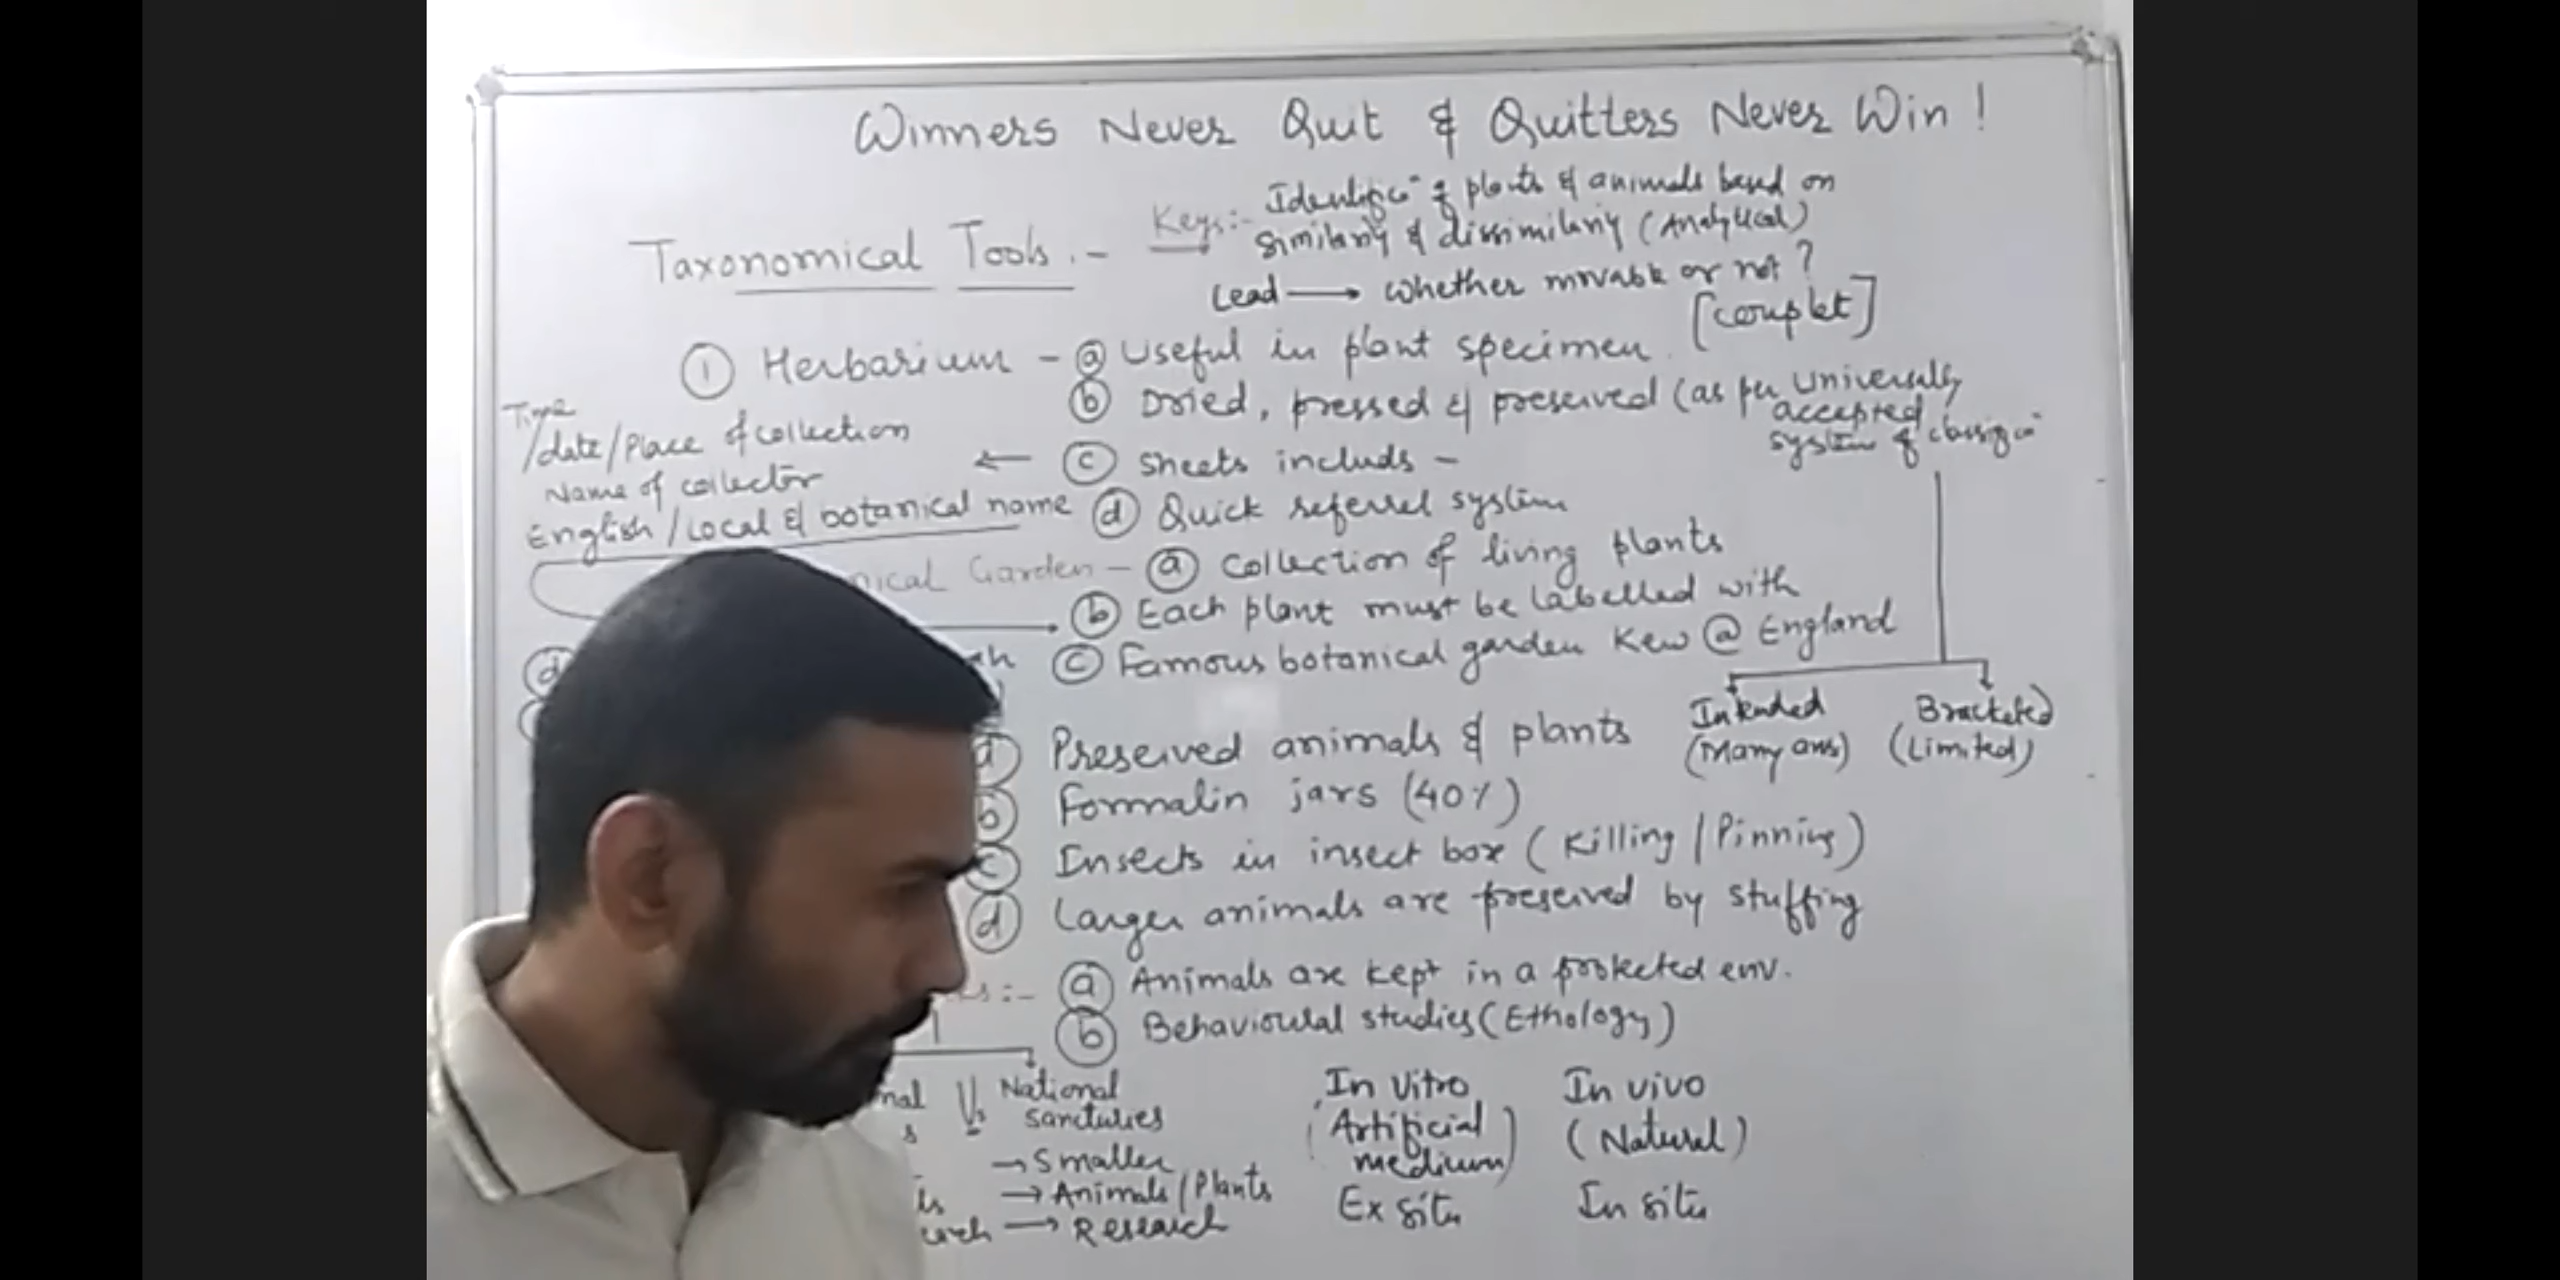 Winners Never Quit & Quitters Never Win !
Taxonomical Tools :-
Keys:- Identific^n of plants & animals based on
similarity & dissimilarity (Analytical)
Lead → whether movable or not ?
[couplet]
① Herbarium - ⓐ Useful in plant specimen.
ⓑ Dried, pressed & preserved (as per universally
accepted
system of classific^n
← ⓒ sheets includs -
Time
/date/Place of collection
Name of collector
English/Local & botanical name
ⓓ Quick referrel system
Garden - ⓐ Collection of living plants
ⓑ Each plant must be labelled with
ⓒ Famous botanical garden Kew @ England
ⓓ
Intended
(Many ans)
Bracketed
(Limited)
ⓐ Preserved animals & plants
ⓑ Formalin jars (40%)
ⓒ Insects in insect box (Killing/Pinning)
ⓓ Larger animals are preserved by stuffing
ⓐ Animals are kept in a protected env.
ⓑ Behavioural studies (Ethology)
Vs National
sancturies
→ Smaller
→ Animals/Plants
→ Research
In Vitro
(Artificial
medium)
Ex situ
In vivo
(Natural)
In situ